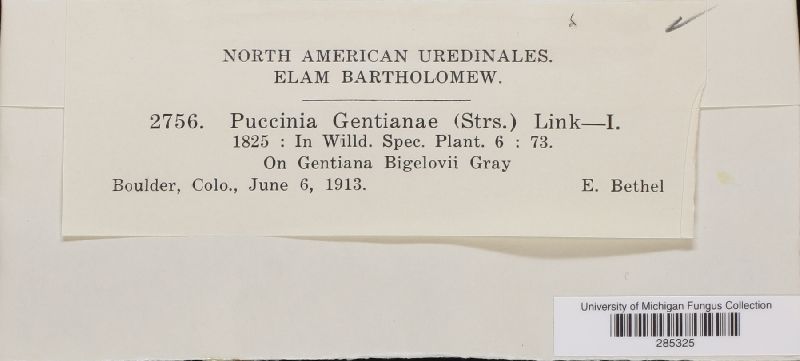 NORTH AMERICAN UREDINALES.
ELAM BARTHOLOMEW.
2756. Puccinia Gentianae (Strs.) Link—I.
1825 : In Willd. Spec. Plant. 6 : 73.
On Gentiana Bigelovii Gray
Boulder, Colo., June 6, 1913. E. Bethel
University of Michigan Fungus Collection
285325